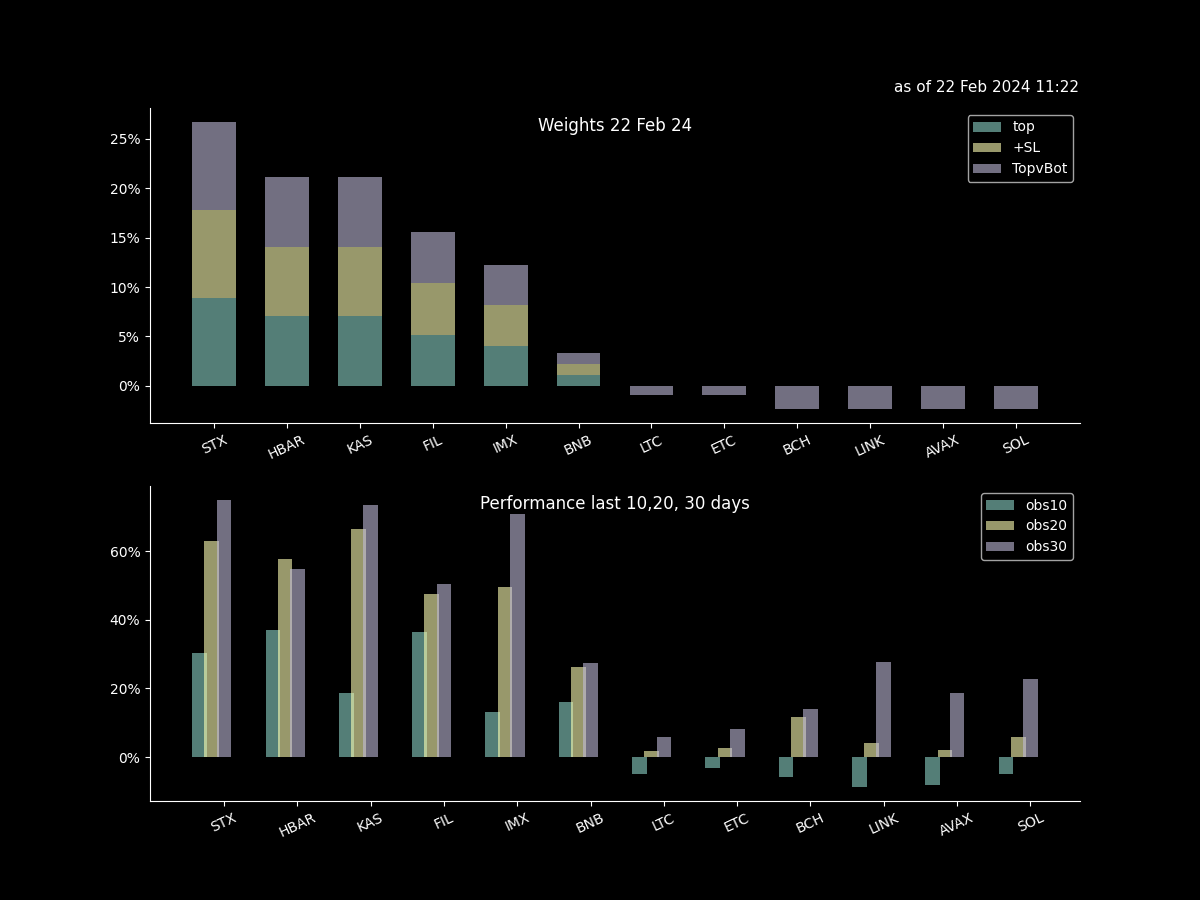 as of 22 Feb 2024 11:22
Weights 22 Feb 24
top
+SL
TopvBot
25%
20%
15%
10%
5%
0%
STX HBAR KAS FIL IMX BNB LTC ETC BCH LINK AVAX SOL
Performance last 10,20, 30 days
obs10
obs20
obs30
60%
40%
20%
0%
STX HBAR KAS FIL IMX BNB LTC ETC BCH LINK AVAX SOL